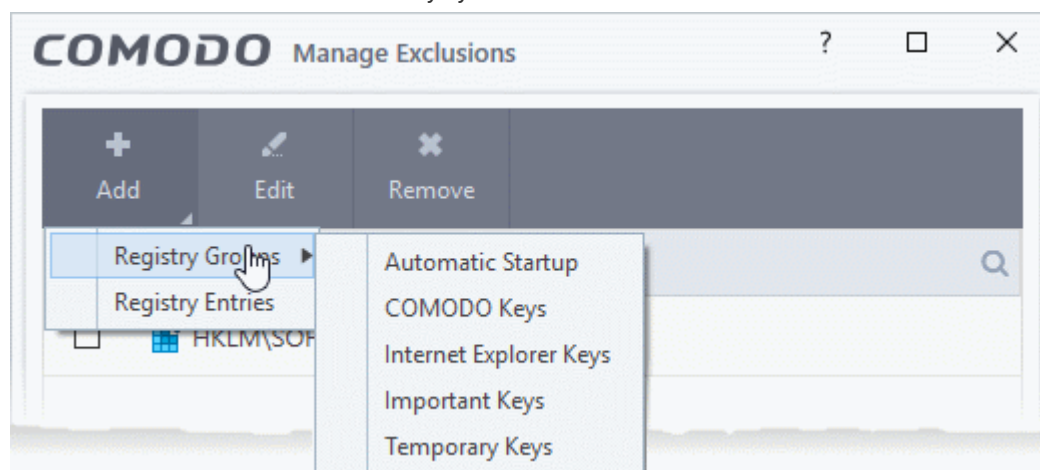 COMODO Manage Exclusions ?
Add Edit Remove
Registry Groups
Registry Entries
Automatic Startup
COMODO Keys
Internet Explorer Keys
Important Keys
Temporary Keys